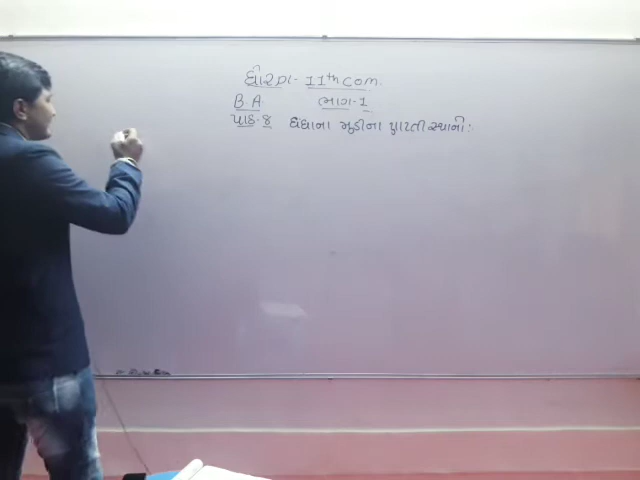 ધોરણ - 11th com.
B.A ભાગ-1
પાઠ-8 ધંધાના મૂડીના પ્રાપ્તી સ્થાનો: